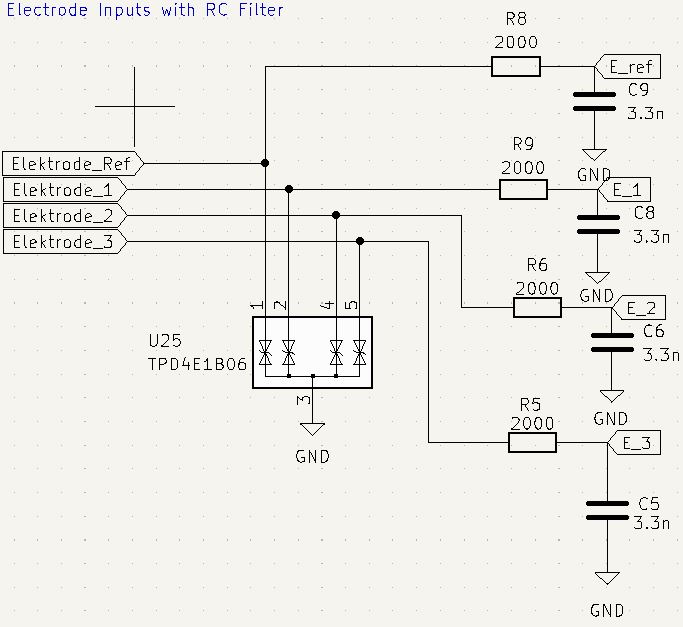 Electrode Inputs with RC Filter
R8
2000
E_ref
C9
3.3n
GND
Elektrode_Ref
Elektrode_1
Elektrode_2
Elektrode_3
R9
2000
E_1
C8
3.3n
GND
R6
2000
E_2
C6
3.3n
GND
1
2
4
5
U25
TPD4E1B06
3
GND
R5
2000
E_3
C5
3.3n
GND